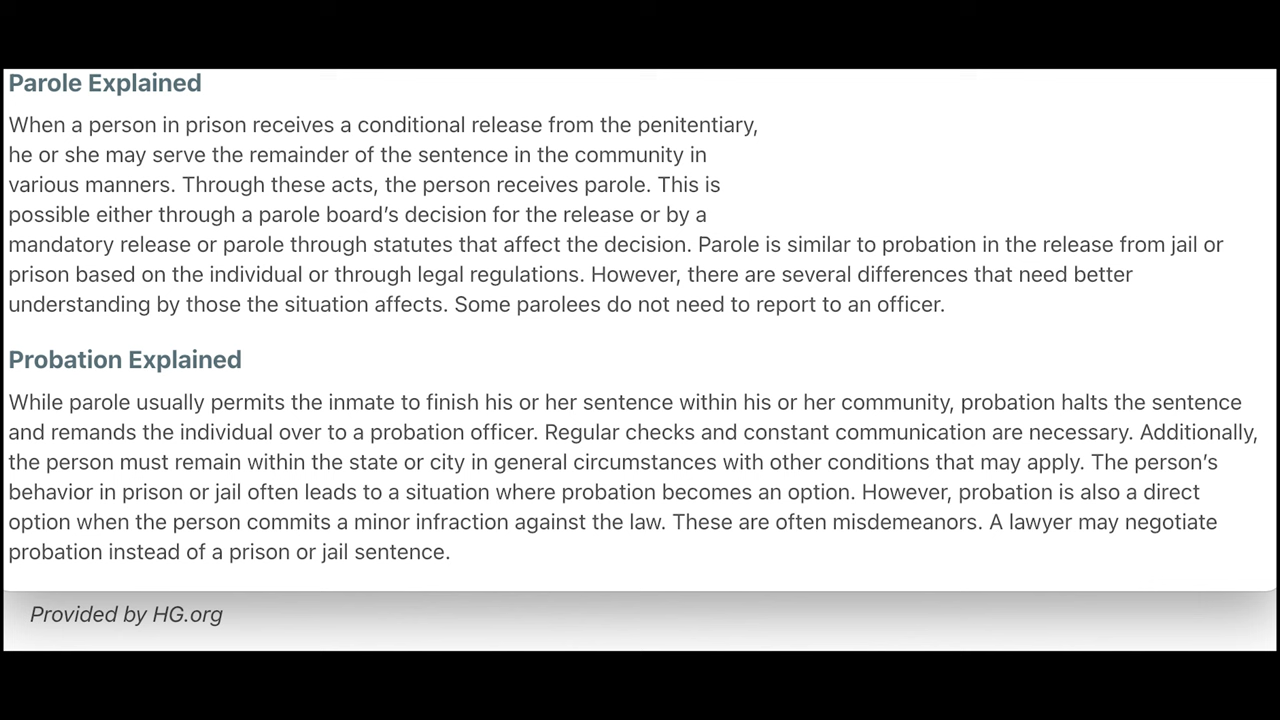 Parole Explained
When a person in prison receives a conditional release from the penitentiary,
he or she may serve the remainder of the sentence in the community in
various manners. Through these acts, the person receives parole. This is
possible either through a parole board’s decision for the release or by a
mandatory release or parole through statutes that affect the decision. Parole is similar to probation in the release from jail or
prison based on the individual or through legal regulations. However, there are several differences that need better
understanding by those the situation affects. Some parolees do not need to report to an officer.
Probation Explained
While parole usually permits the inmate to finish his or her sentence within his or her community, probation halts the sentence
and remands the individual over to a probation officer. Regular checks and constant communication are necessary. Additionally,
the person must remain within the state or city in general circumstances with other conditions that may apply. The person’s
behavior in prison or jail often leads to a situation where probation becomes an option. However, probation is also a direct
option when the person commits a minor infraction against the law. These are often misdemeanors. A lawyer may negotiate
probation instead of a prison or jail sentence.
Provided by HG.org